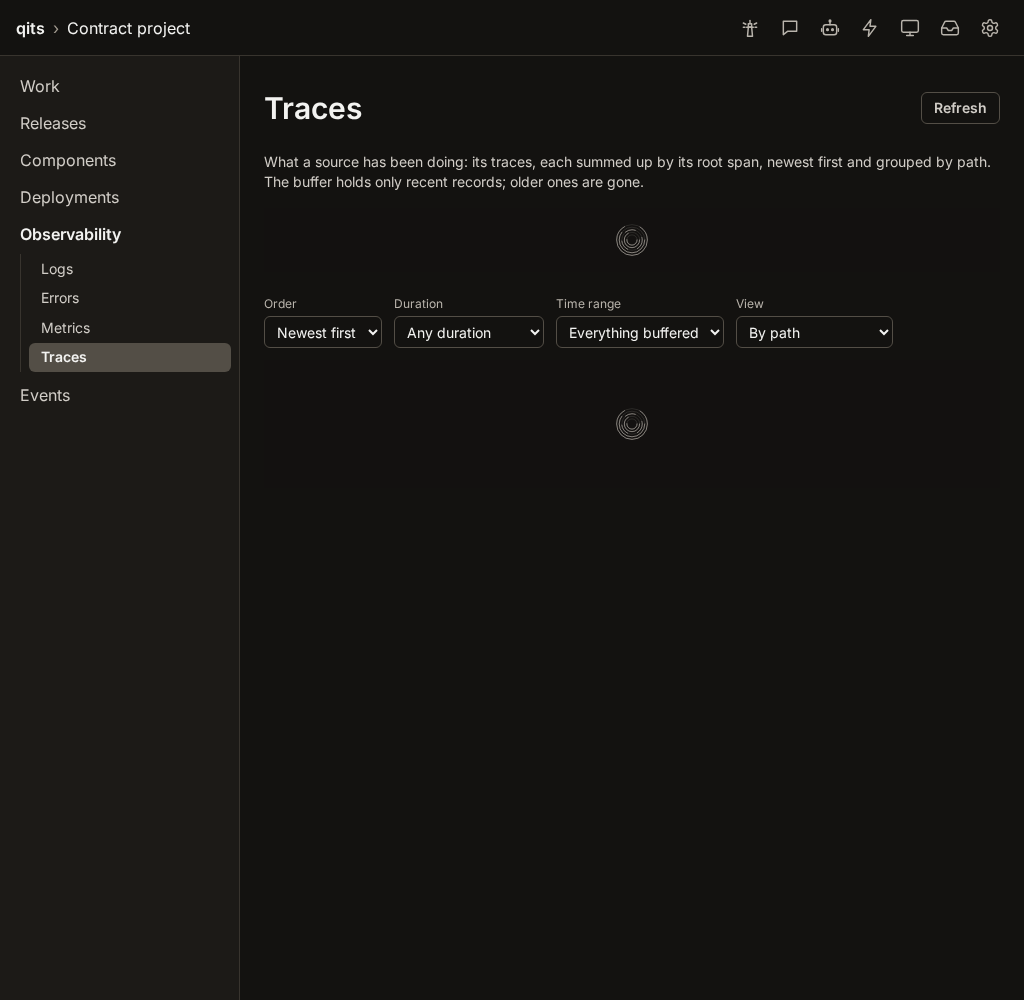 qits › Contract project
Work
Releases
Components
Deployments
Observability
Logs
Errors
Metrics
Traces
Events
Traces
Refresh
What a source has been doing: its traces, each summed up by its root span, newest first and grouped by path.
The buffer holds only recent records; older ones are gone.
Order
Duration
Time range
View
Newest first
Any duration
Everything buffered
By path